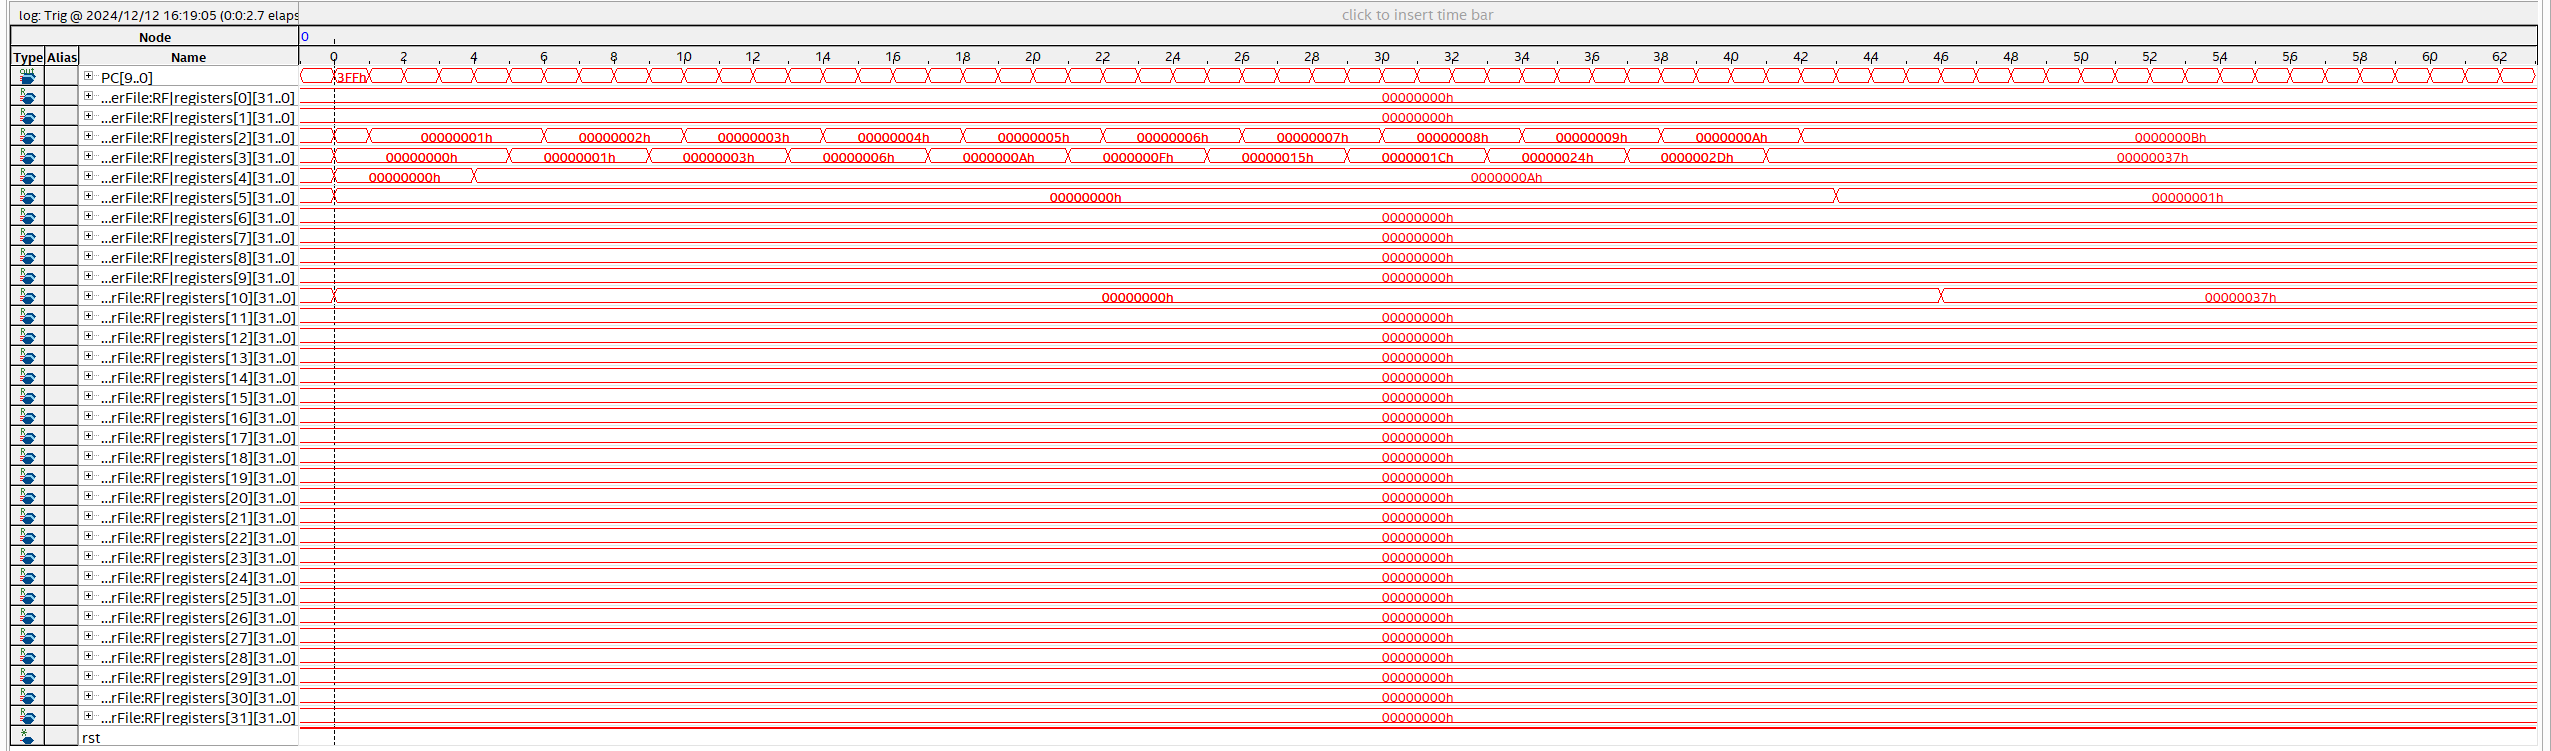 log: Trig @ 2024/12/12 16:19:05 (0:0:2.7 elaps click to insert time bar
Node 0
Type Alias Name 0 2 4 6 8 10 12 14 16 18 20 22 24 26 28 30 32 34 36 38 40 42 44 46 48 50 52 54 56 58 60 62
out PC[9..0] 3FFh
R ...erFile:RF|registers[0][31..0] 00000000h
R ...erFile:RF|registers[1][31..0] 00000000h
R ...erFile:RF|registers[2][31..0] 00000001h 00000002h 00000003h 00000004h 00000005h 00000006h 00000007h 00000008h 00000009h 0000000Ah 0000000Bh
R ...erFile:RF|registers[3][31..0] 00000000h 00000001h 00000003h 00000006h 0000000Ah 0000000Fh 00000015h 0000001Ch 00000024h 0000002Dh 00000037h
R ...erFile:RF|registers[4][31..0] 00000000h 0000000Ah
R ...erFile:RF|registers[5][31..0] 00000000h 00000001h
R ...erFile:RF|registers[6][31..0] 00000000h
R ...erFile:RF|registers[7][31..0] 00000000h
R ...erFile:RF|registers[8][31..0] 00000000h
R ...erFile:RF|registers[9][31..0] 00000000h
R ...rFile:RF|registers[10][31..0] 00000000h 00000037h
R ...rFile:RF|registers[11][31..0] 00000000h
R ...rFile:RF|registers[12][31..0] 00000000h
R ...rFile:RF|registers[13][31..0] 00000000h
R ...rFile:RF|registers[14][31..0] 00000000h
R ...rFile:RF|registers[15][31..0] 00000000h
R ...rFile:RF|registers[16][31..0] 00000000h
R ...rFile:RF|registers[17][31..0] 00000000h
R ...rFile:RF|registers[18][31..0] 00000000h
R ...rFile:RF|registers[19][31..0] 00000000h
R ...rFile:RF|registers[20][31..0] 00000000h
R ...rFile:RF|registers[21][31..0] 00000000h
R ...rFile:RF|registers[22][31..0] 00000000h
R ...rFile:RF|registers[23][31..0] 00000000h
R ...rFile:RF|registers[24][31..0] 00000000h
R ...rFile:RF|registers[25][31..0] 00000000h
R ...rFile:RF|registers[26][31..0] 00000000h
R ...rFile:RF|registers[27][31..0] 00000000h
R ...rFile:RF|registers[28][31..0] 00000000h
R ...rFile:RF|registers[29][31..0] 00000000h
R ...rFile:RF|registers[30][31..0] 00000000h
R ...rFile:RF|registers[31][31..0] 00000000h
* rst